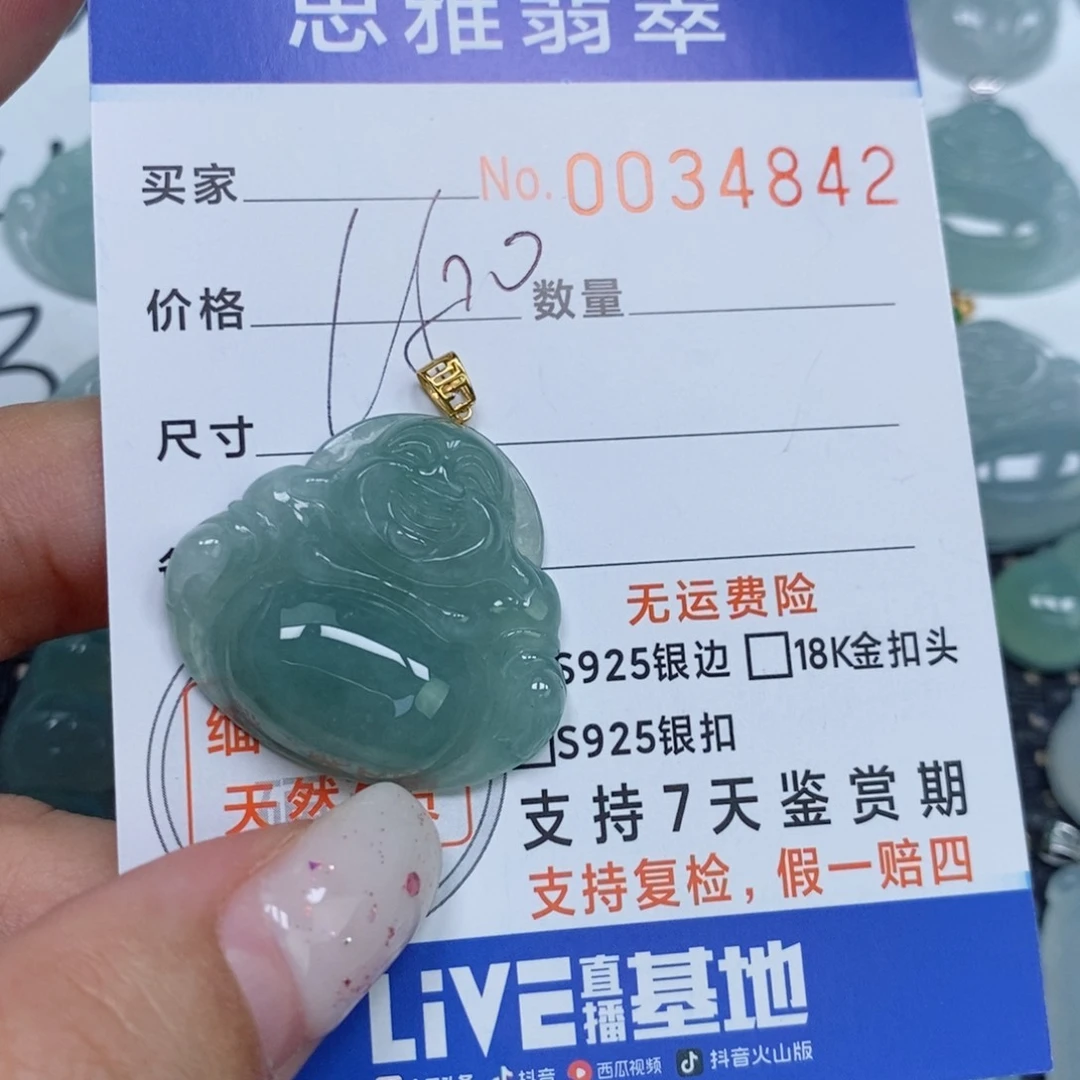 思雅翡翠
买家 No. 0034842
价格 数量
尺寸
无运费险
S925银边 □18K金扣头
S925银扣
缅
天然
支持7天鉴赏期
支持复检，假一赔四
LiVE直播基地
抖音 西瓜视频 抖音火山版